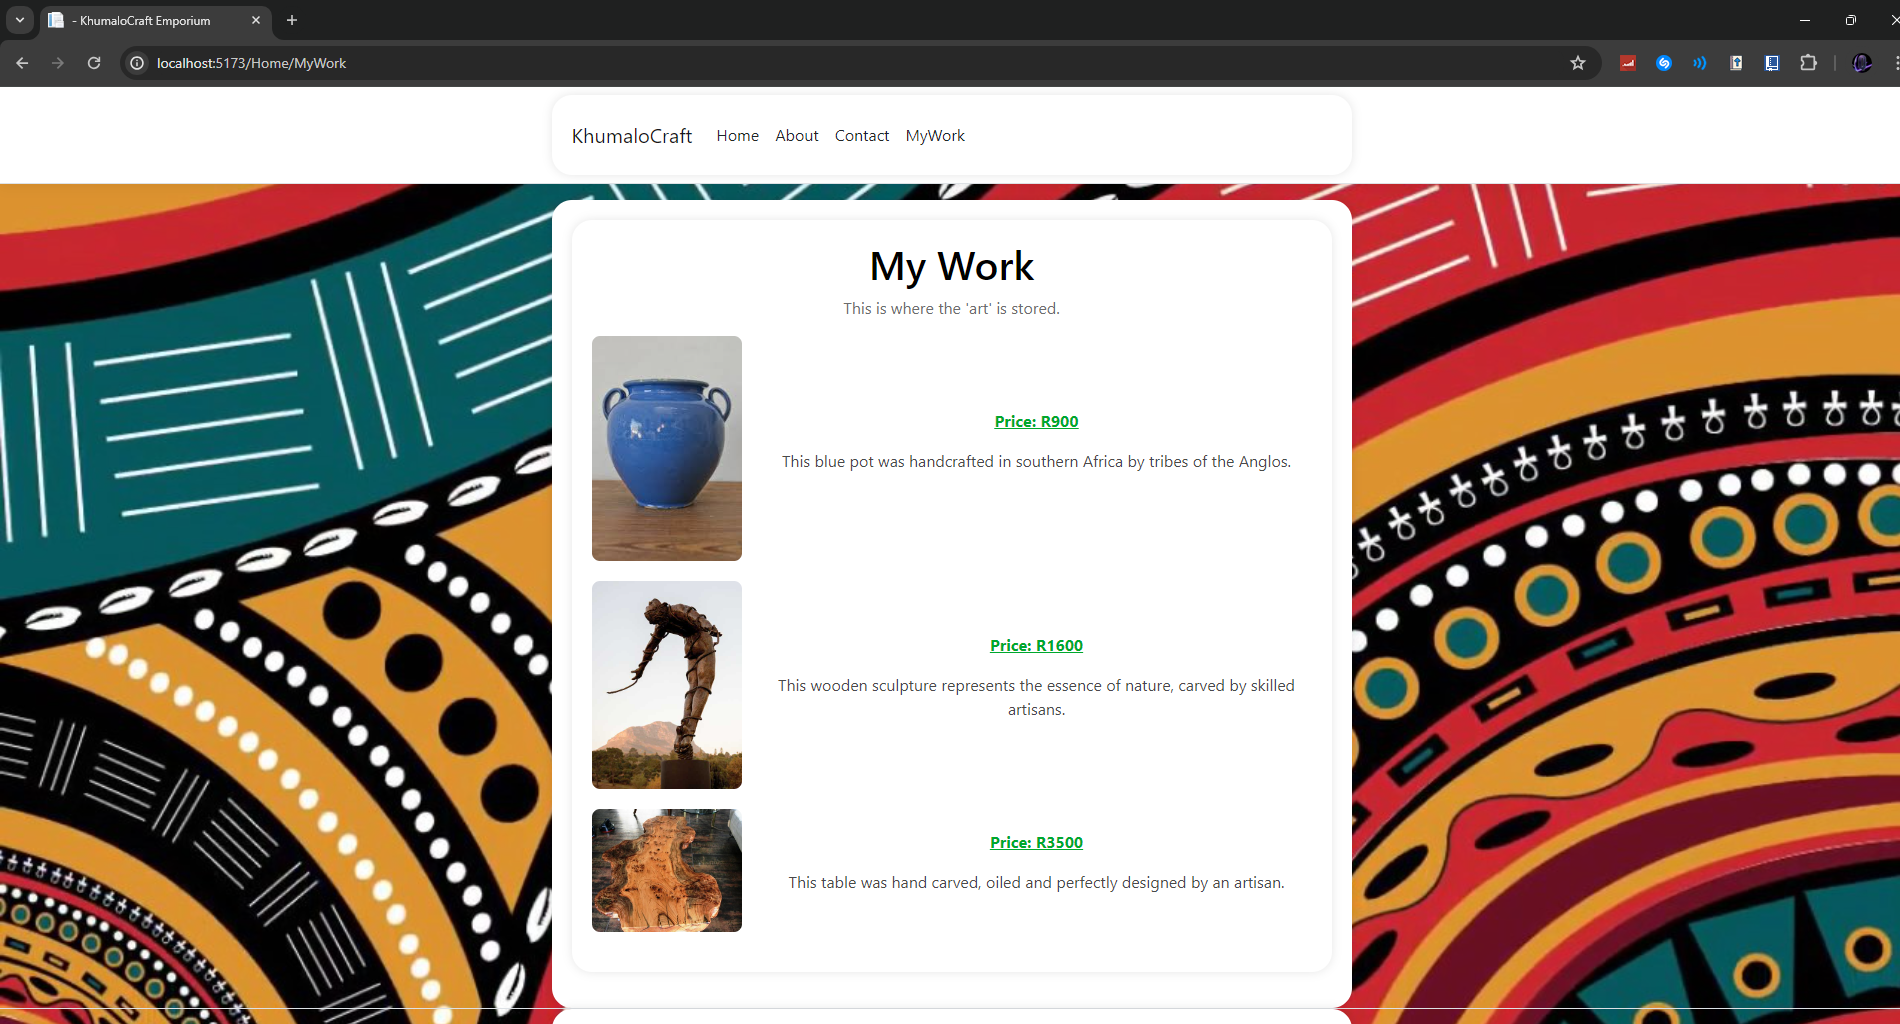 - KhumaloCraft Emporium
localhost:5173/Home/MyWork
KhumaloCraft Home About Contact MyWork
My Work
This is where the 'art' is stored.
Price: R900
This blue pot was handcrafted in southern Africa by tribes of the Anglos.
Price: R1600
This wooden sculpture represents the essence of nature, carved by skilled
artisans.
Price: R3500
This table was hand carved, oiled and perfectly designed by an artisan.